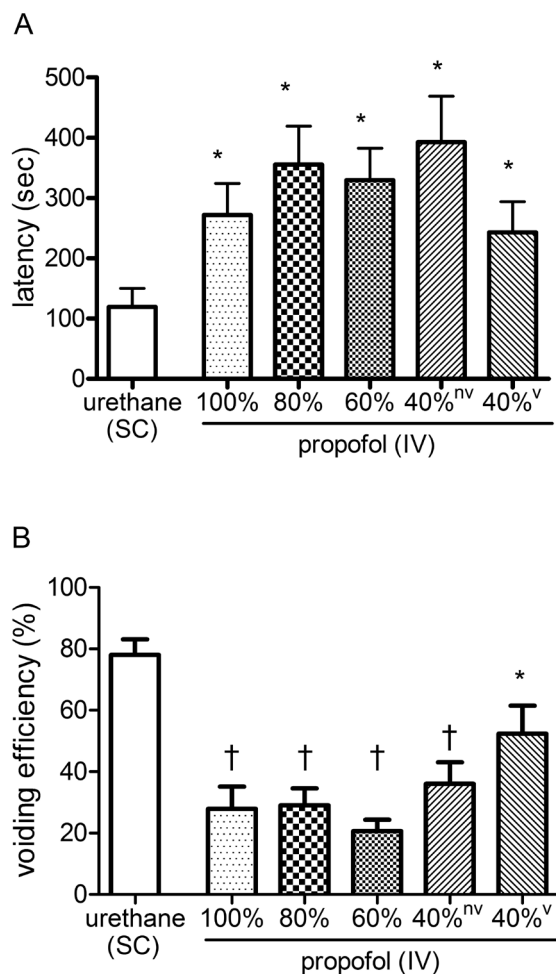 A
500
400
300
200
100
0
latency (sec)
* * * * *
urethane (SC)
100% 80% 60% 40%ⁿᵛ 40%ᵛ
propofol (IV)
B
100
80
60
40
20
0
voiding efficiency (%)
† † † † *
urethane (SC)
100% 80% 60% 40%ⁿᵛ 40%ᵛ
propofol (IV)